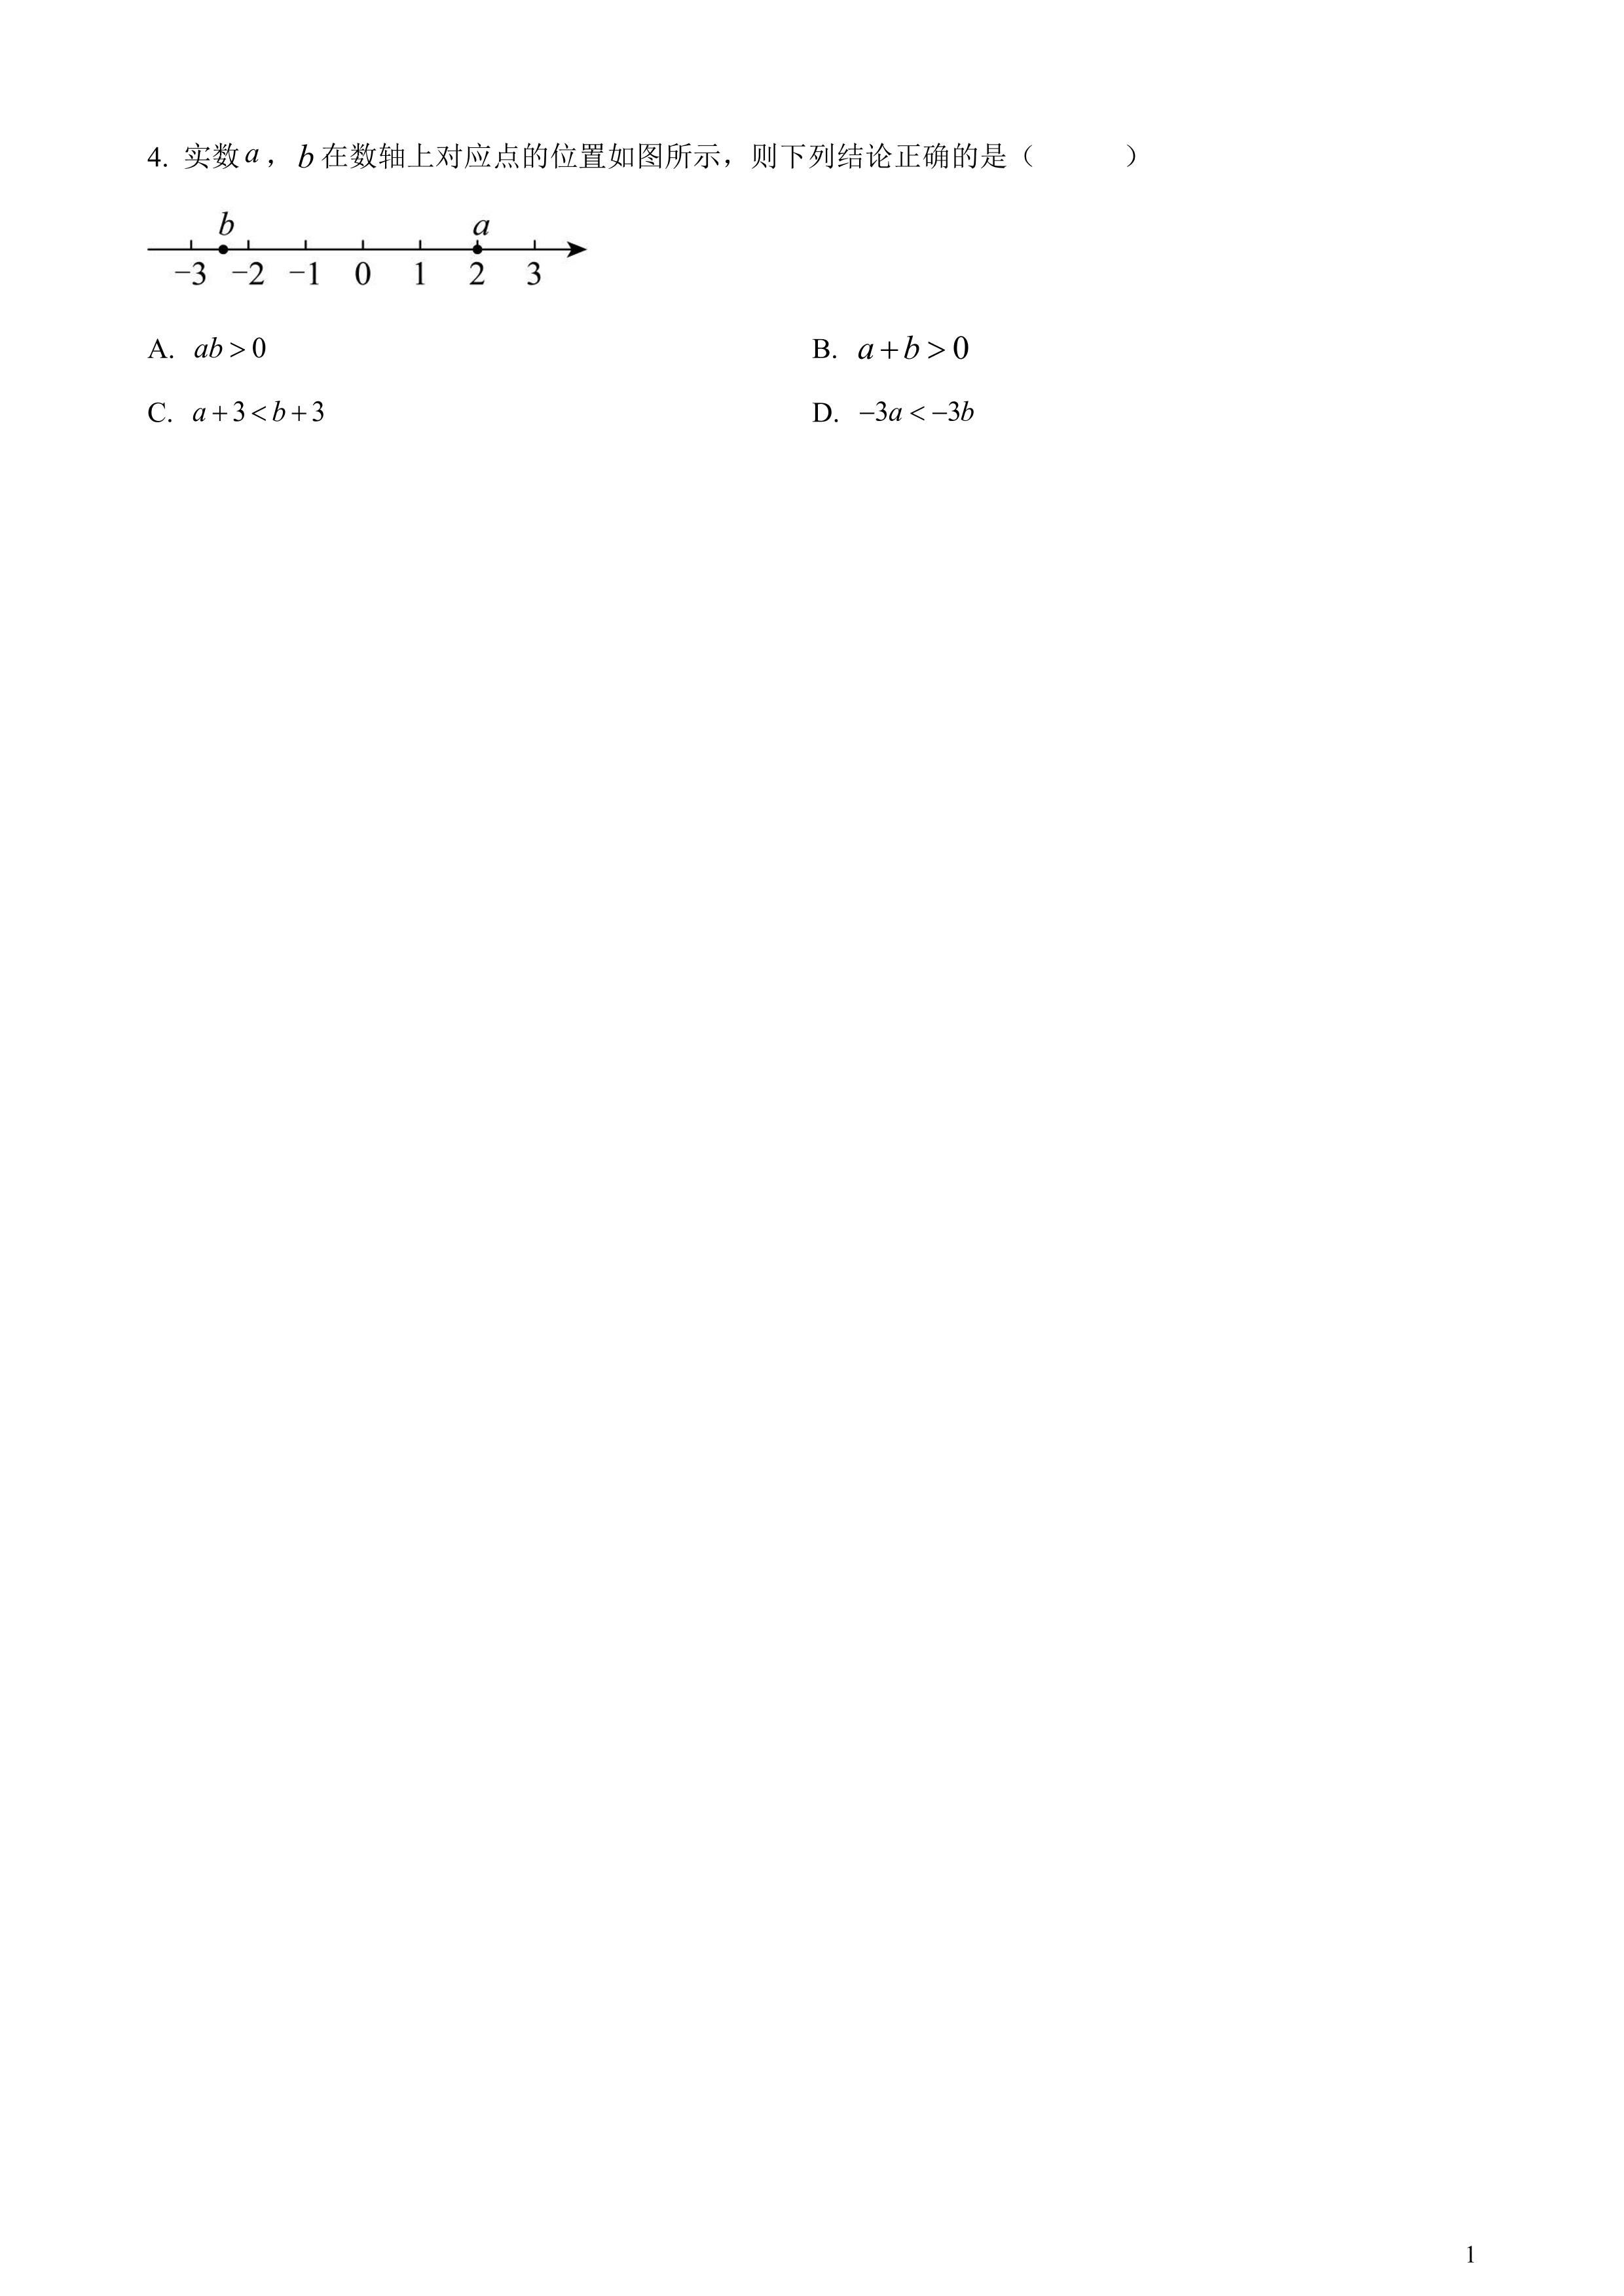 4. 实数a，b在数轴上对应点的位置如图所示，则下列结论正确的是（ ）
b a
−3 −2 −1 0 1 2 3
A. ab>0 B. a+b>0
C. a+3<b+3 D. −3a<−3b
1